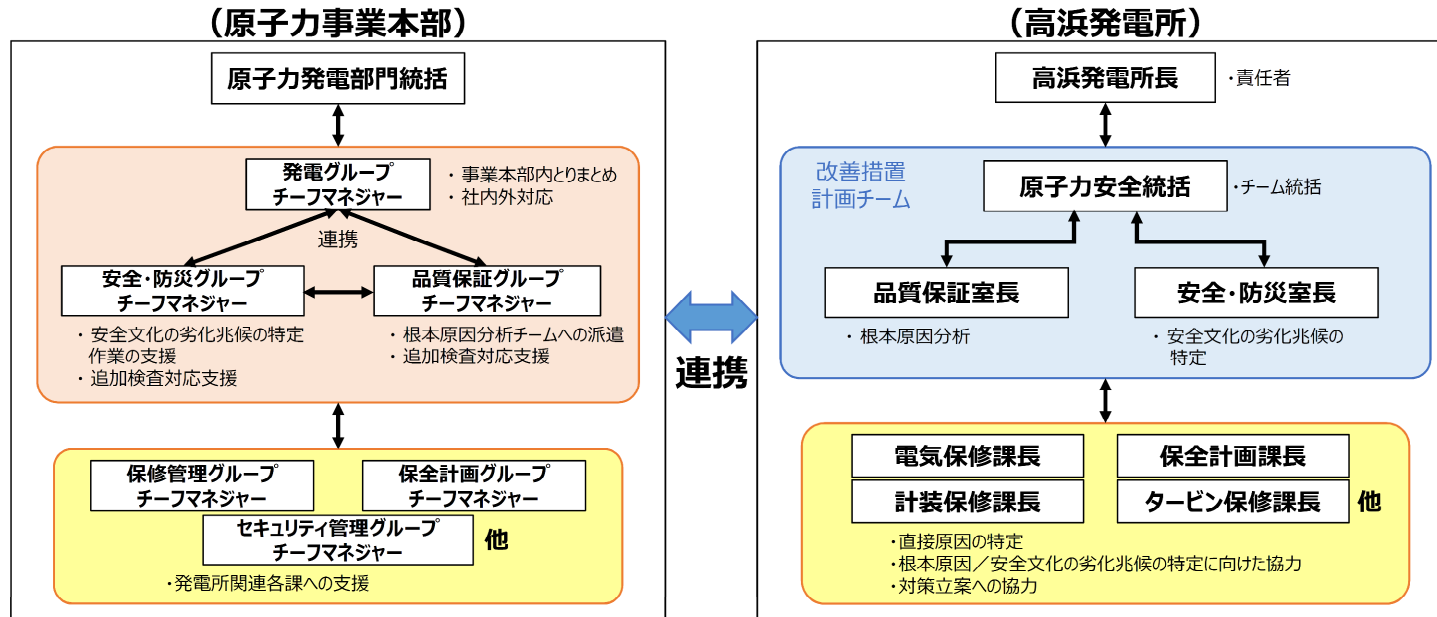 (原子力事業本部)
原子力発電部門統括
発電グループ
チーフマネジャー
・事業本部内とりまとめ
・社内外対応
連携
安全・防災グループ
チーフマネジャー
・安全文化の劣化兆候の特定
作業の支援
・追加検査対応支援
品質保証グループ
チーフマネジャー
・根本原因分析チームへの派遣
・追加検査対応支援
保修管理グループ
チーフマネジャー
保全計画グループ
チーフマネジャー
セキュリティ管理グループ
チーフマネジャー
他
・発電所関連各課への支援
連携
(高浜発電所)
高浜発電所長
・責任者
改善措置
計画チーム
原子力安全統括
・チーム統括
品質保証室長
・根本原因分析
安全・防災室長
・安全文化の劣化兆候の
特定
電気保修課長
保全計画課長
計装保修課長
タービン保修課長
他
・直接原因の特定
・根本原因/安全文化の劣化兆候の特定に向けた協力
・対策立案への協力